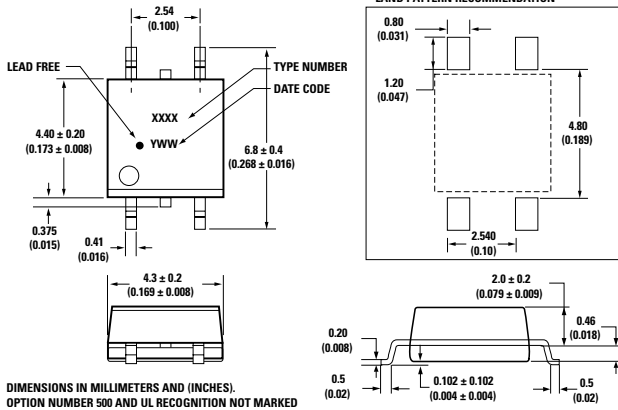 LAND PATTERN RECOMMENDATION
2.54
(0.100)
LEAD FREE
TYPE NUMBER
XXXX
DATE CODE
YWW
4.40 ± 0.20
(0.173 ± 0.008)
6.8 ± 0.4
(0.268 ± 0.016)
0.375
(0.015)
0.41
(0.016)
0.80
(0.031)
1.20
(0.047)
4.80
(0.189)
2.540
(0.10)
4.3 ± 0.2
(0.169 ± 0.008)
2.0 ± 0.2
(0.079 ± 0.009)
0.46
(0.018)
0.20
(0.008)
0.5
(0.02)
0.102 ± 0.102
(0.004 ± 0.004)
0.5
(0.02)
DIMENSIONS IN MILLIMETERS AND (INCHES).
OPTION NUMBER 500 AND UL RECOGNITION NOT MARKED